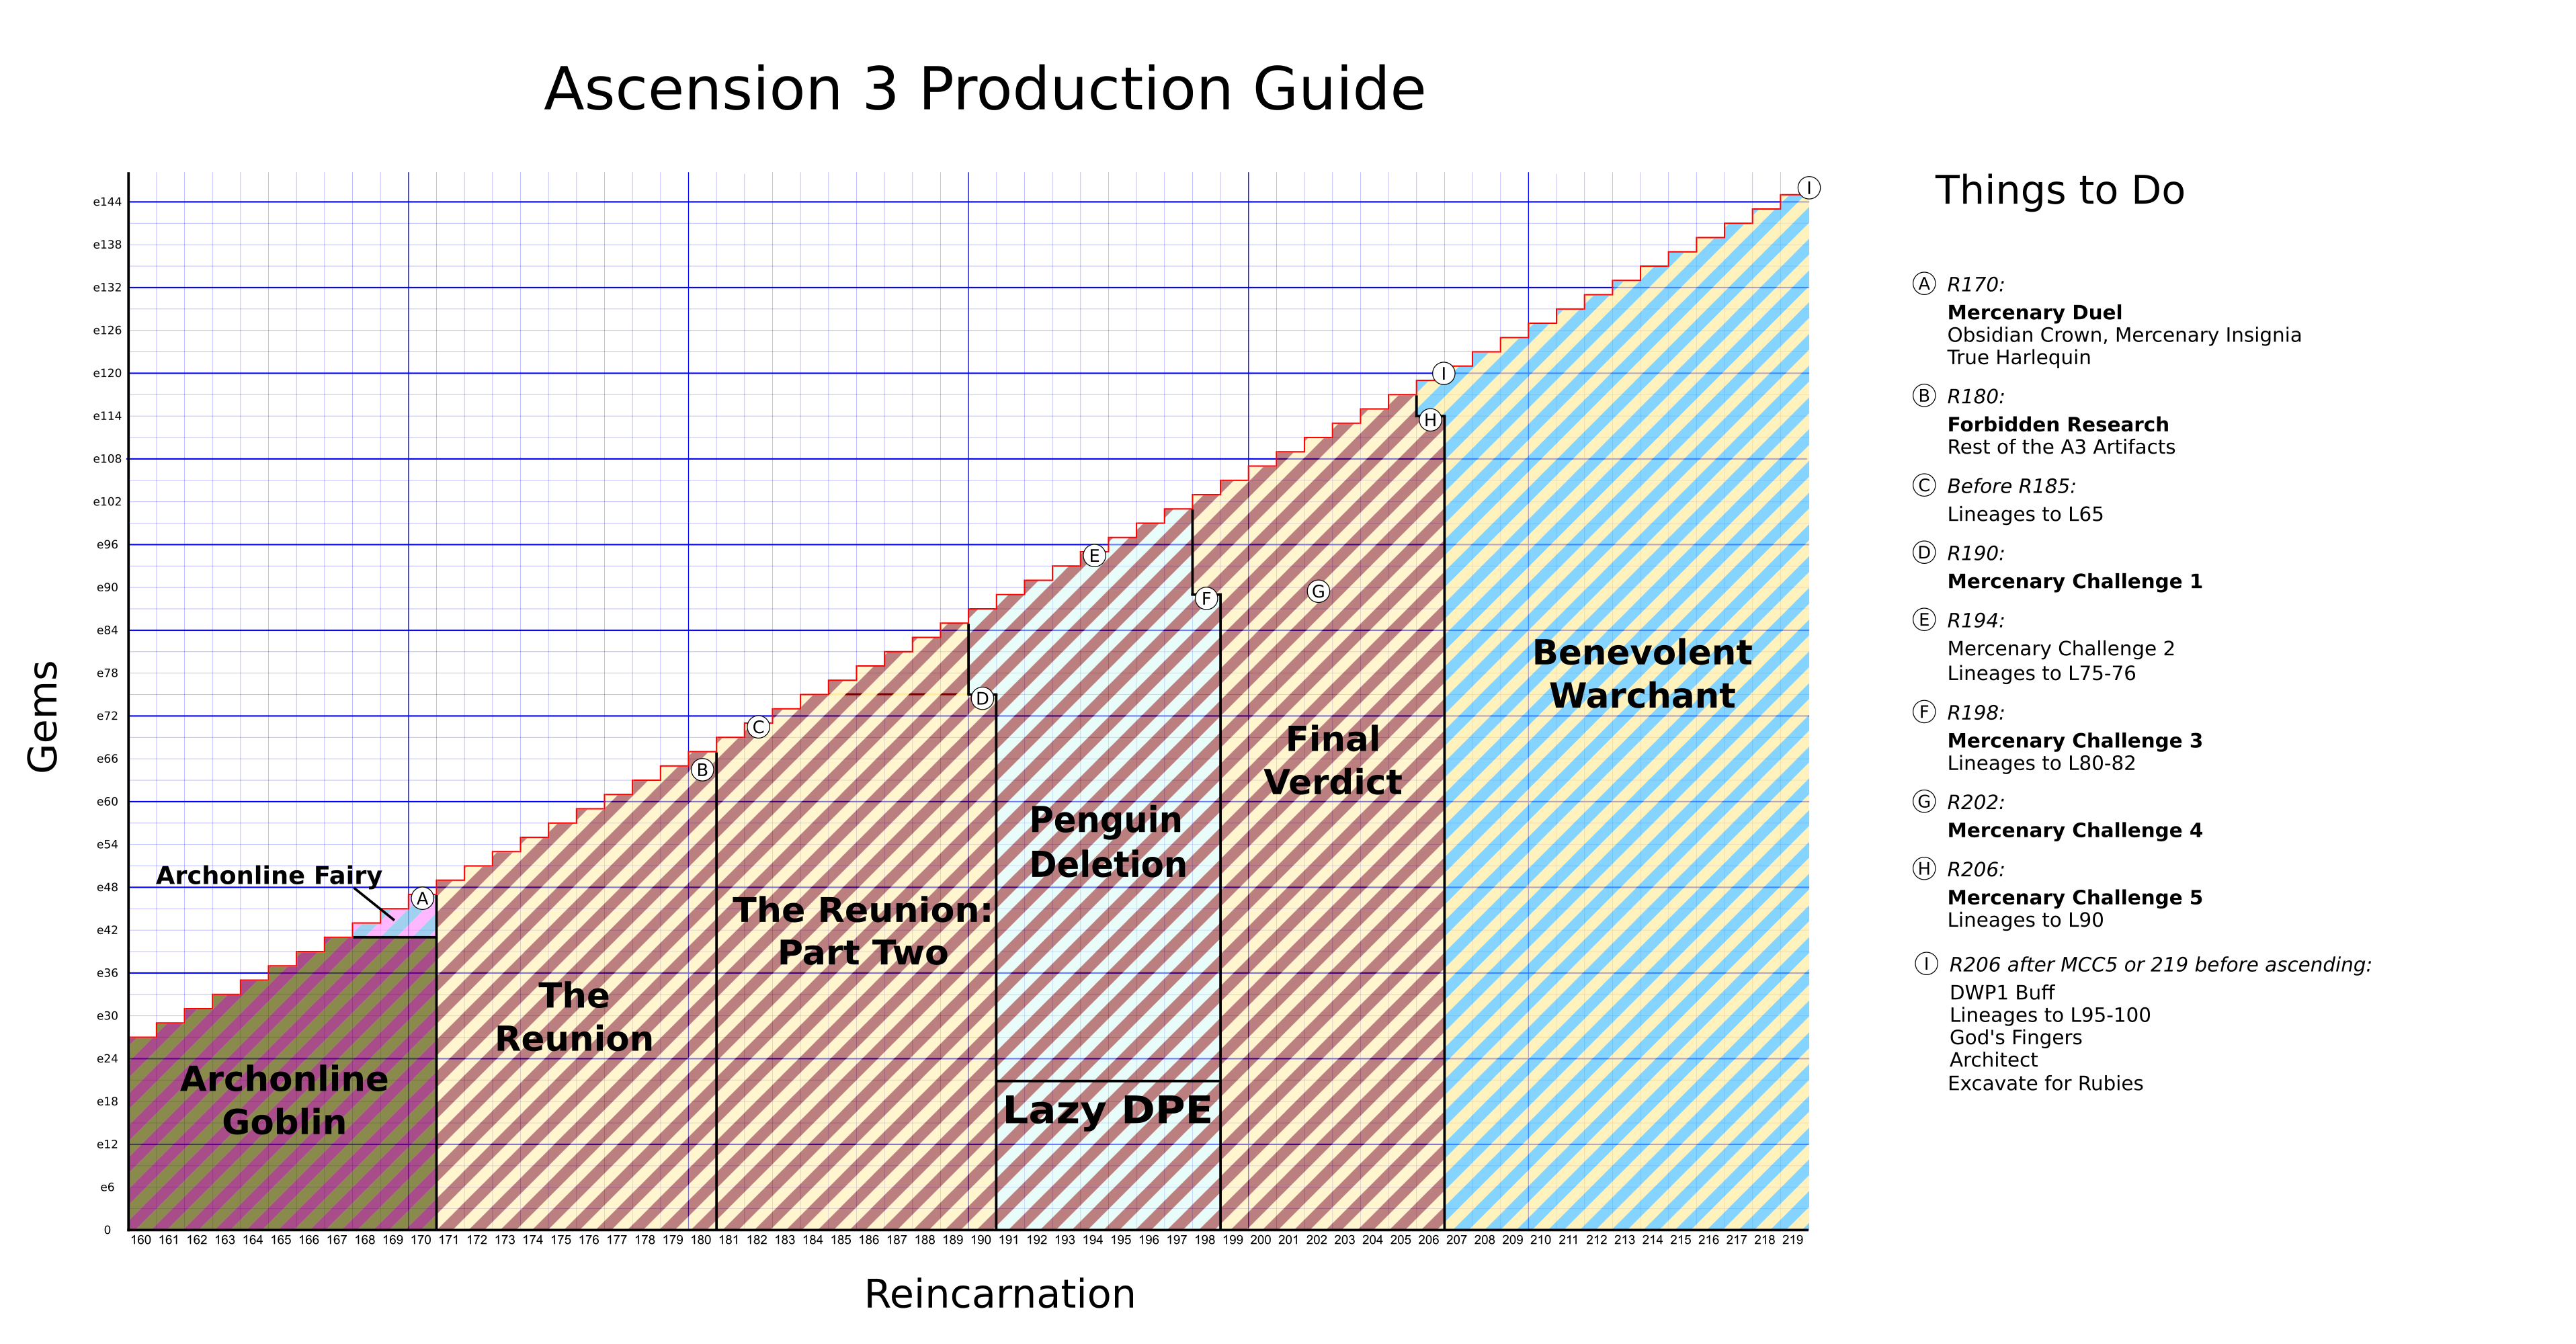 Ascension 3 Production Guide
Gems
e144
e138
e132
e126
e120
e114
e108
e102
e96
e90
e84
e78
e72
e66
e60
e54
e48
e42
e36
e30
e24
e18
e12
e6
0
Archonline Fairy
Archonline
Goblin
The
Reunion
The Reunion:
Part Two
Penguin
Deletion
Lazy DPE
Final
Verdict
Benevolent
Warchant
A
B
C
D
E
F
G
H
I
I
160 161 162 163 164 165 166 167 168 169 170 171 172 173 174 175 176 177 178 179 180 181 182 183 184 185 186 187 188 189 190 191 192 193 194 195 196 197 198 199 200 201 202 203 204 205 206 207 208 209 210 211 212 213 214 215 216 217 218 219
Reincarnation
Things to Do
A R170:
Mercenary Duel
Obsidian Crown, Mercenary Insignia
True Harlequin
B R180:
Forbidden Research
Rest of the A3 Artifacts
C Before R185:
Lineages to L65
D R190:
Mercenary Challenge 1
E R194:
Mercenary Challenge 2
Lineages to L75-76
F R198:
Mercenary Challenge 3
Lineages to L80-82
G R202:
Mercenary Challenge 4
H R206:
Mercenary Challenge 5
Lineages to L90
I R206 after MCC5 or 219 before ascending:
DWP1 Buff
Lineages to L95-100
God's Fingers
Architect
Excavate for Rubies